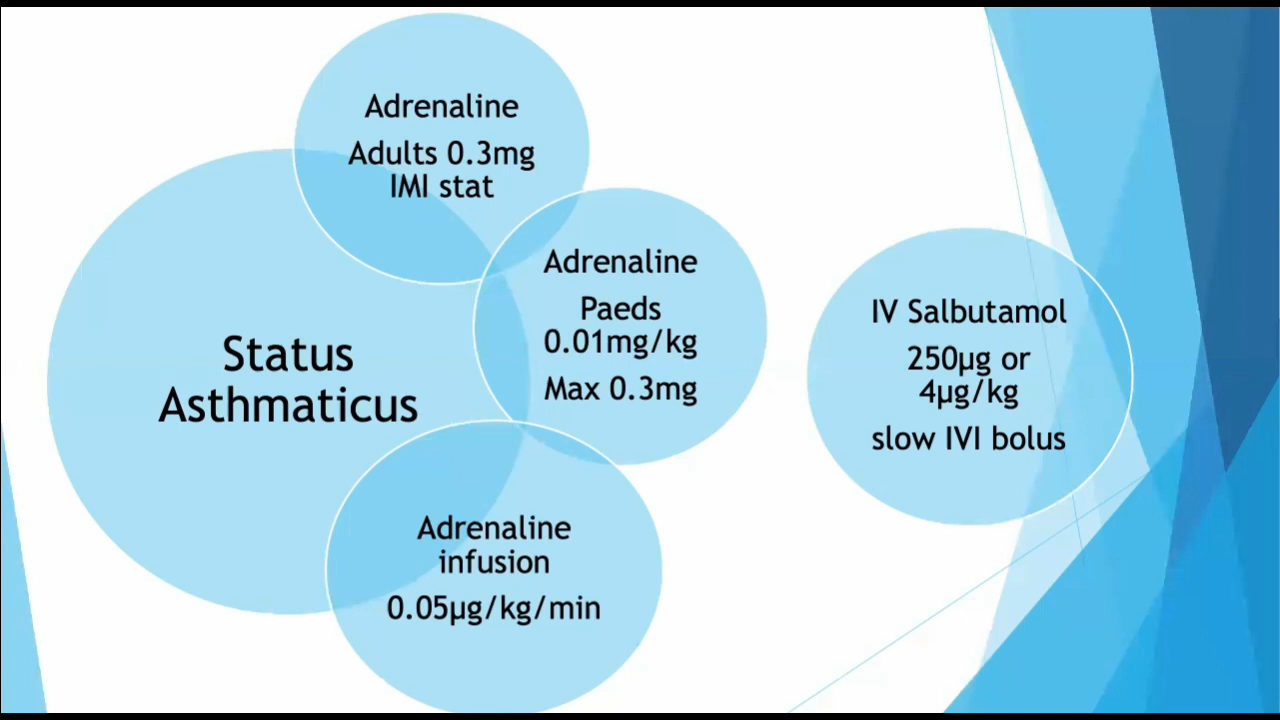 Adrenaline
Adults 0.3mg
IMI stat
Adrenaline
Paeds
0.01mg/kg
Max 0.3mg
Status
Asthmaticus
Adrenaline
infusion
0.05µg/kg/min
IV Salbutamol
250µg or
4µg/kg
slow IVI bolus